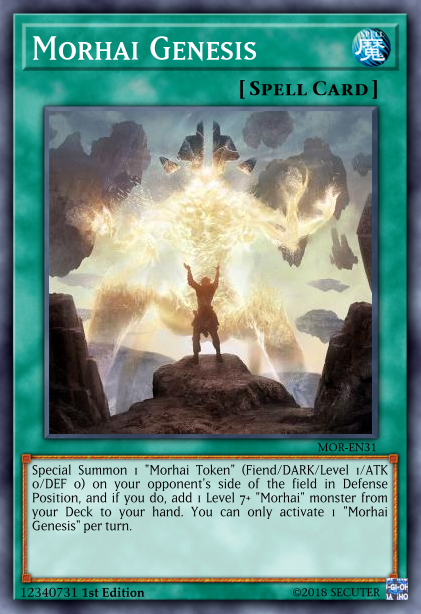 MORHAI GENESIS
魔
[SPELL CARD]
MOR-EN31
Special Summon 1 "Morhai Token" (Fiend/DARK/Level 1/ATK
0/DEF 0) on your opponent's side of the field in Defense
Position, and if you do, add 1 Level 7+ "Morhai" monster from
your Deck to your hand. You can only activate 1 "Morhai
Genesis" per turn.
12340731 1st Edition
©2018 SECUTER